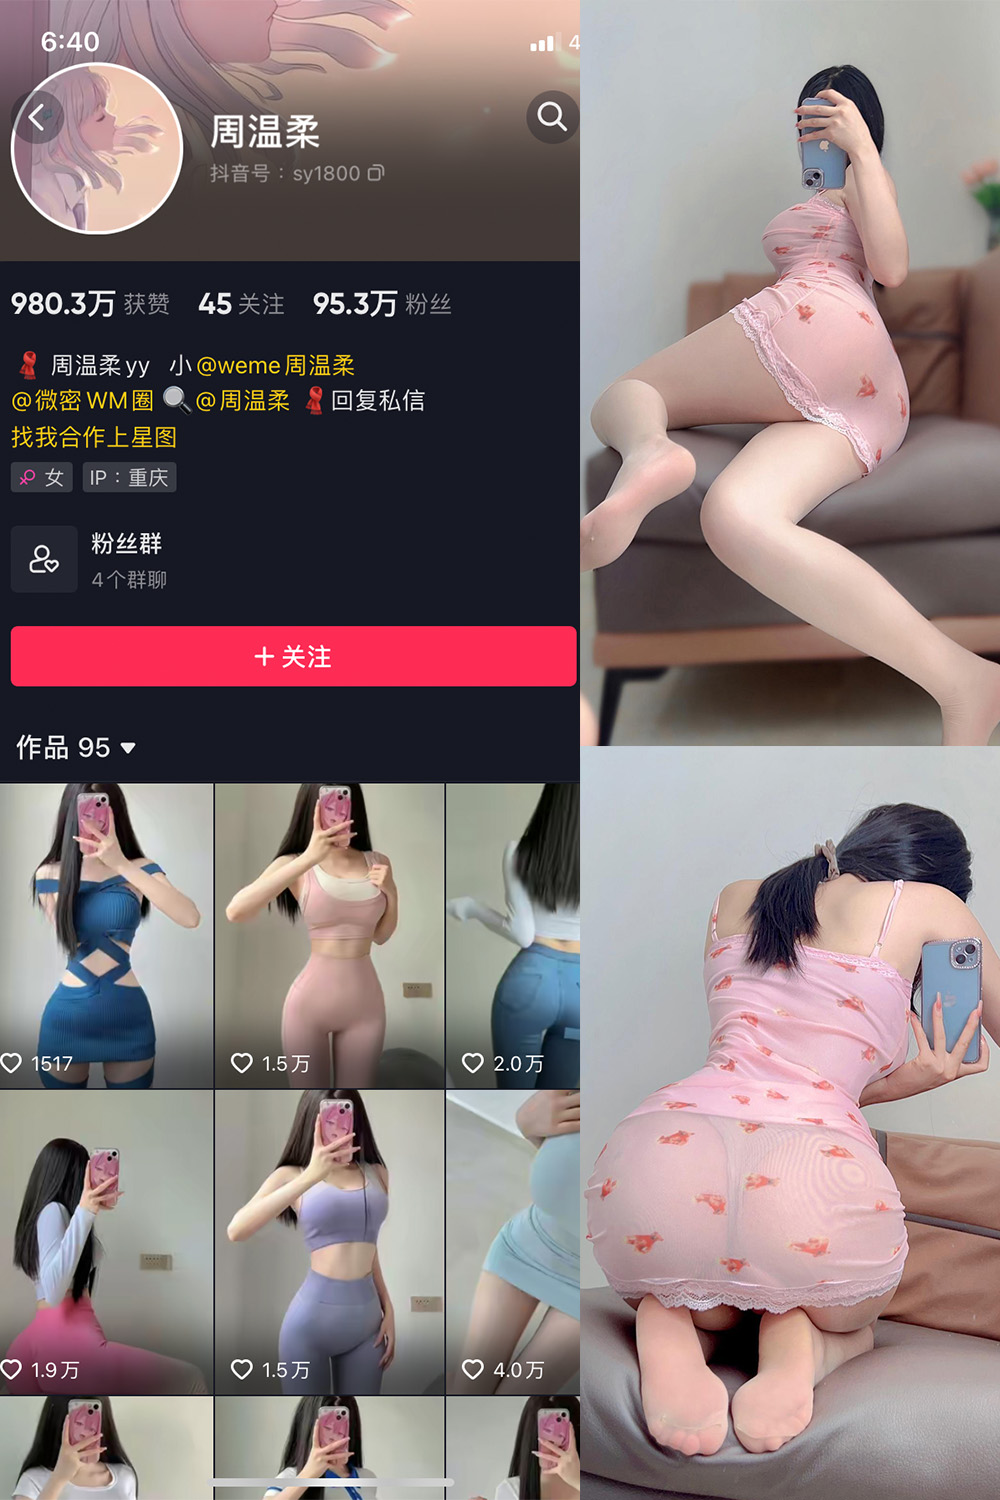 6:40
4
周温柔
抖音号：sy1800
980.3万 获赞 45 关注 95.3万 粉丝
周温柔yy 小@weme周温柔
@微密WM圈 @周温柔 回复私信
找我合作上星图
女 IP：重庆
粉丝群
4个群聊
+ 关注
作品 95
1517 1.5万 2.0万
1.9万 1.5万 4.0万